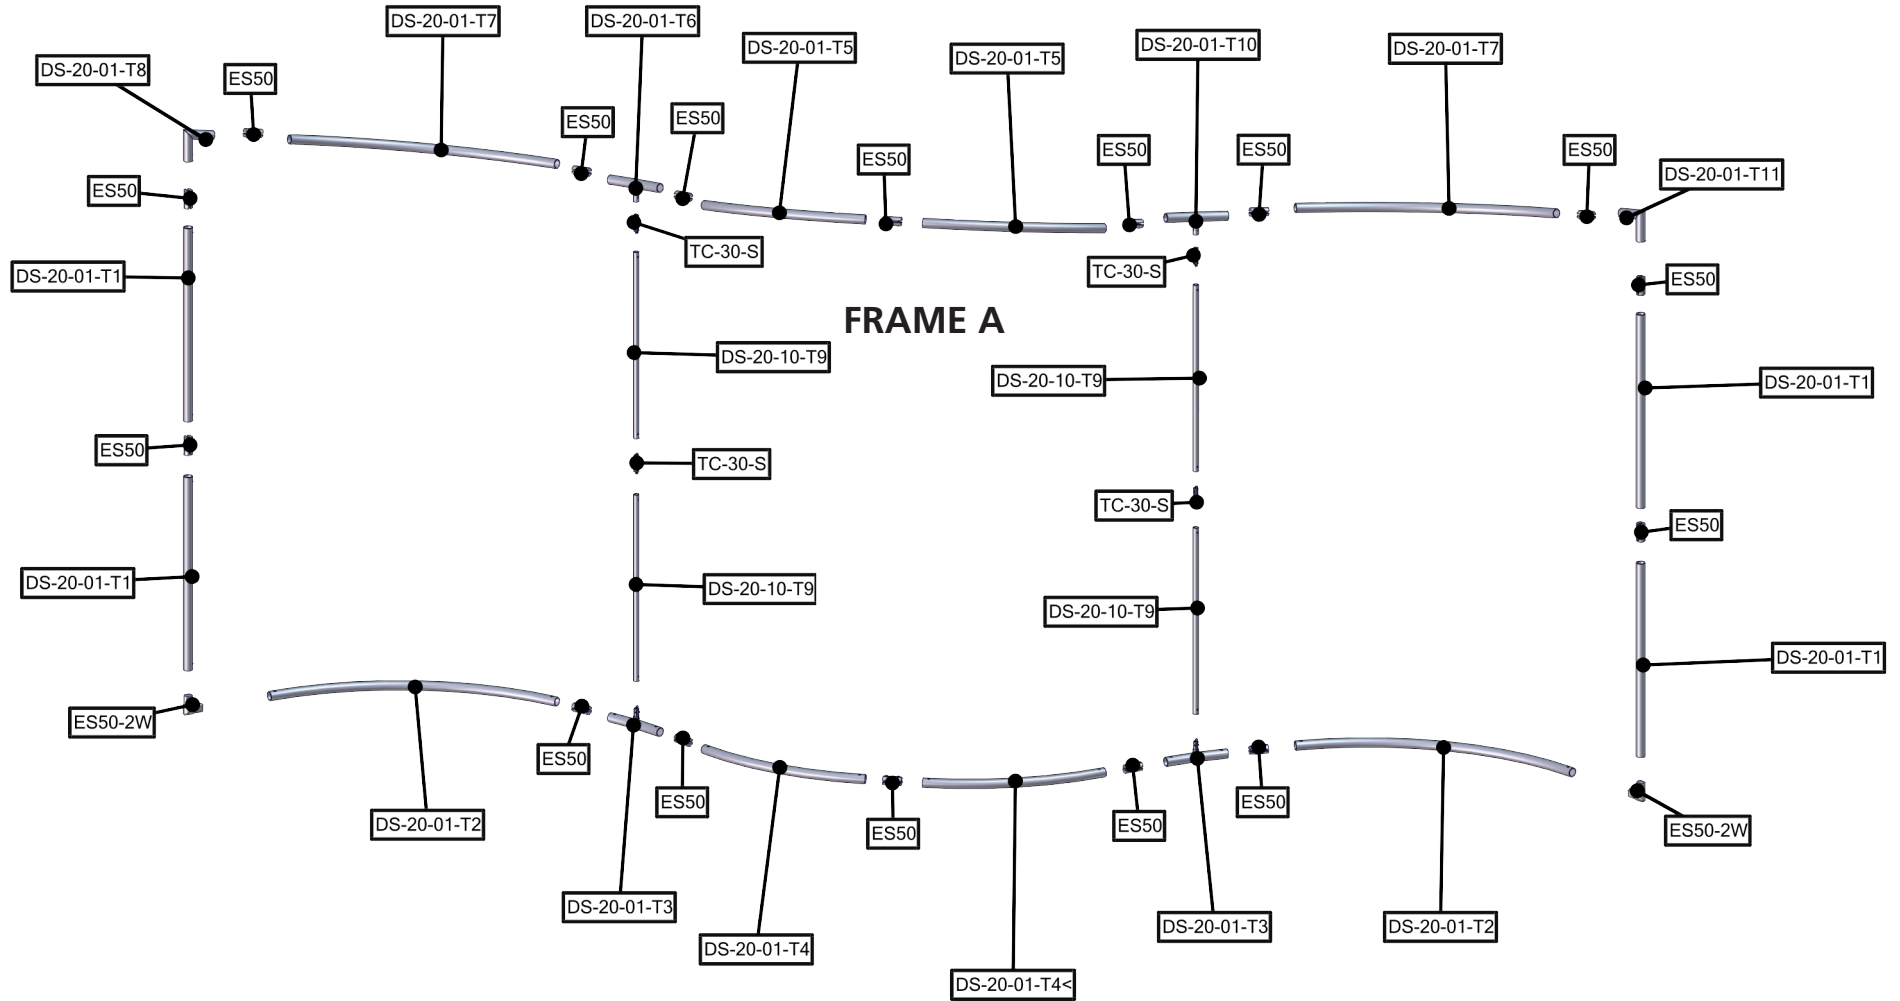 DS-20-01-T7
DS-20-01-T6
DS-20-01-T5
DS-20-01-T5
DS-20-01-T10
DS-20-01-T7
DS-20-01-T8
ES50
ES50
ES50
ES50
ES50
ES50
ES50
DS-20-01-T11
ES50
TC-30-S
TC-30-S
DS-20-01-T1
ES50
FRAME A
DS-20-10-T9
DS-20-10-T9
DS-20-01-T1
ES50
TC-30-S
TC-30-S
ES50
DS-20-01-T1
DS-20-10-T9
DS-20-10-T9
DS-20-01-T1
ES50-2W
ES50
ES50
ES50
ES50
ES50
ES50-2W
DS-20-01-T2
DS-20-01-T3
DS-20-01-T4
DS-20-01-T4<
DS-20-01-T3
DS-20-01-T2